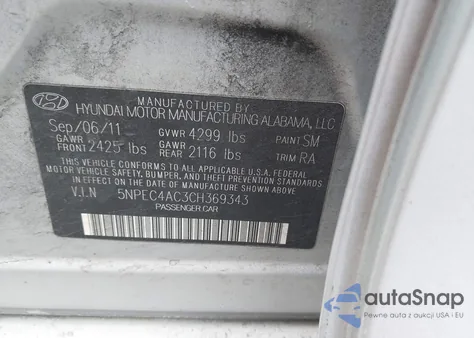 MANUFACTURED BY
HYUNDAI MOTOR MANUFACTURING ALABAMA, LLC
Sep/06/11 GVWR 4299 lbs PAINT SM
GAWR FRONT 2425 lbs GAWR REAR 2116 lbs TRIM RA
THIS VEHICLE CONFORMS TO ALL APPLICABLE U.S.A. FEDERAL
MOTOR VEHICLE SAFETY, BUMPER, AND THEFT PREVENTION STANDARDS
IN EFFECT ON THE DATE OF MANUFACTURE SHOWN ABOVE.
V.I.N 5NPEC4AC3CH369343
PASSENGER CAR
autoSnap
Pewne auta z aukcji USA i EU